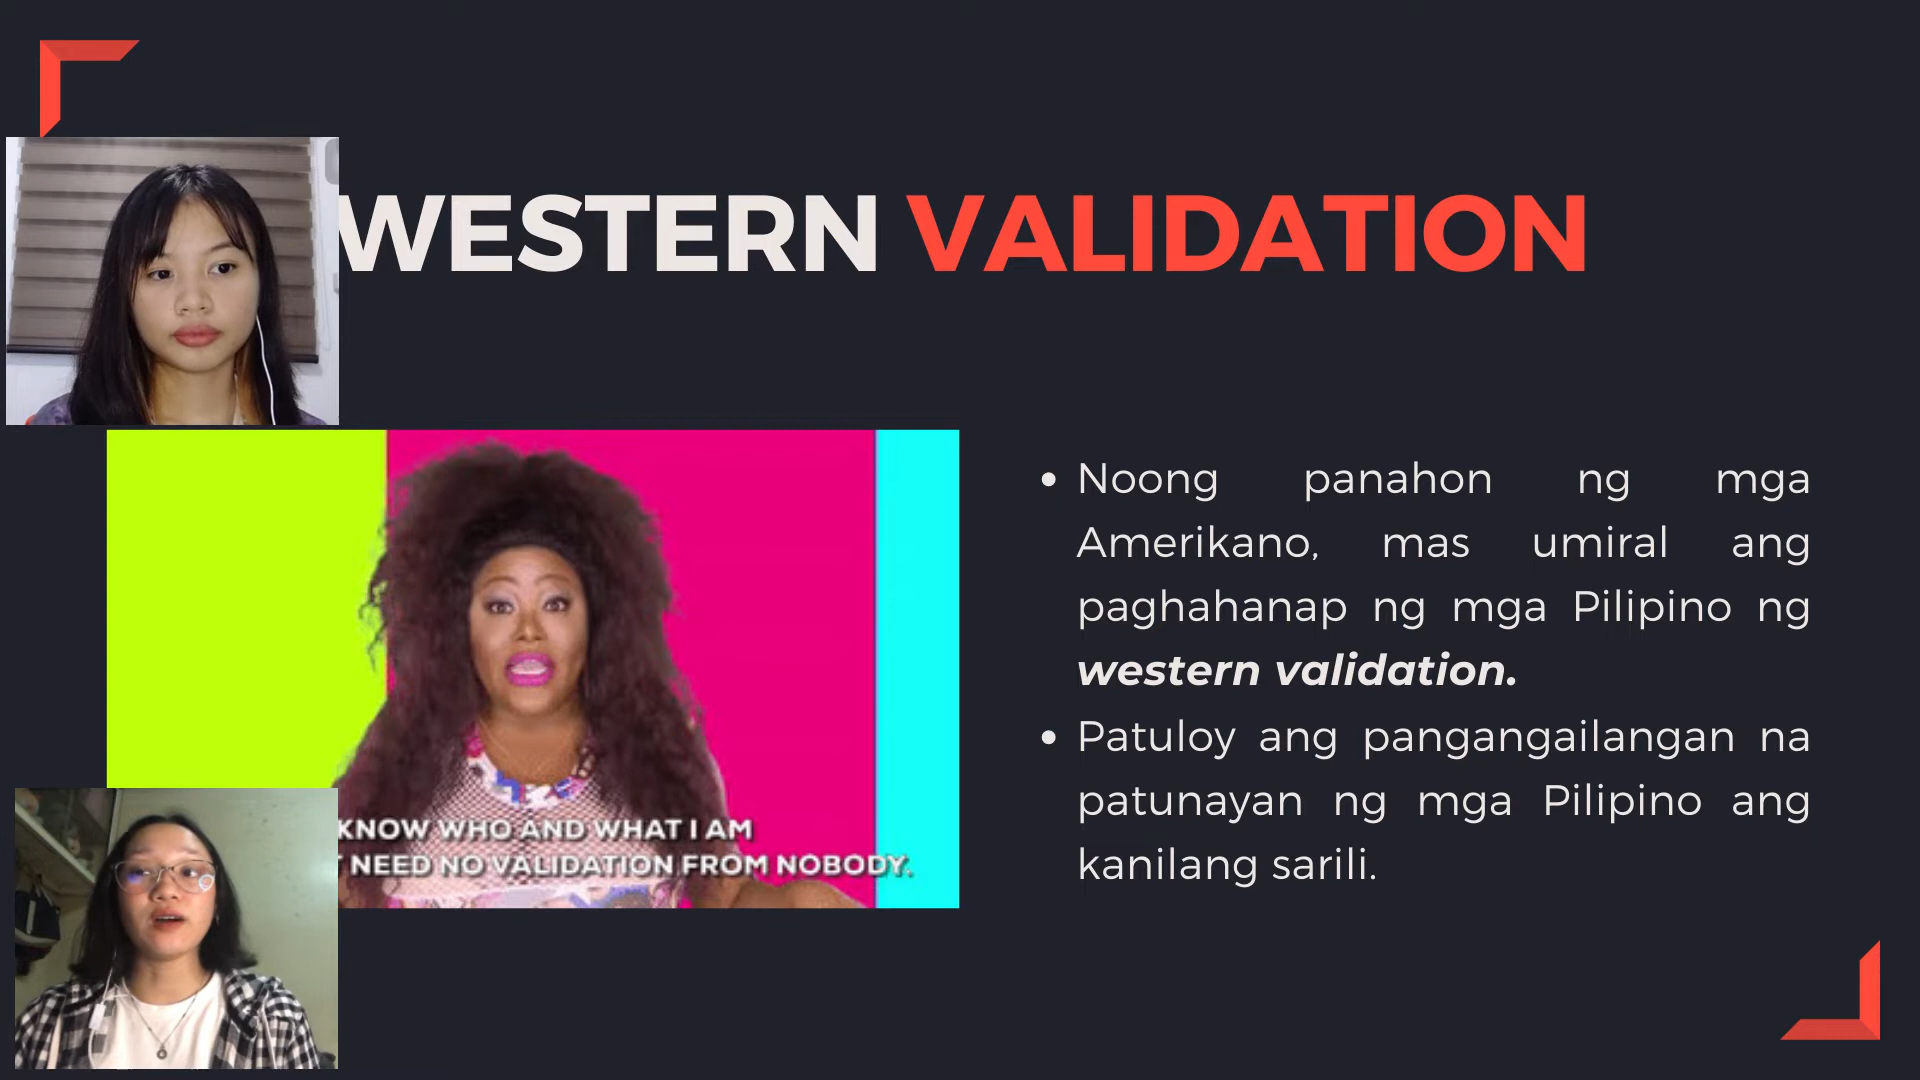 WESTERN VALIDATION
KNOW WHO AND WHAT I AM
NEED NO VALIDATION FROM NOBODY.
Noong panahon ng mga
Amerikano, mas umiral ang
paghahanap ng mga Pilipino ng
western validation.
Patuloy ang pangangailangan na
patunayan ng mga Pilipino ang
kanilang sarili.